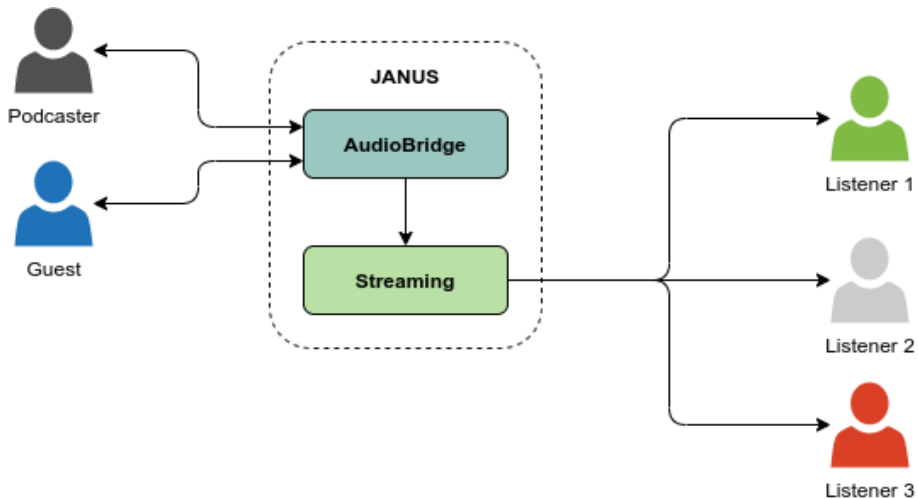 Podcaster
Guest
JANUS
AudioBridge
Streaming
Listener 1
Listener 2
Listener 3